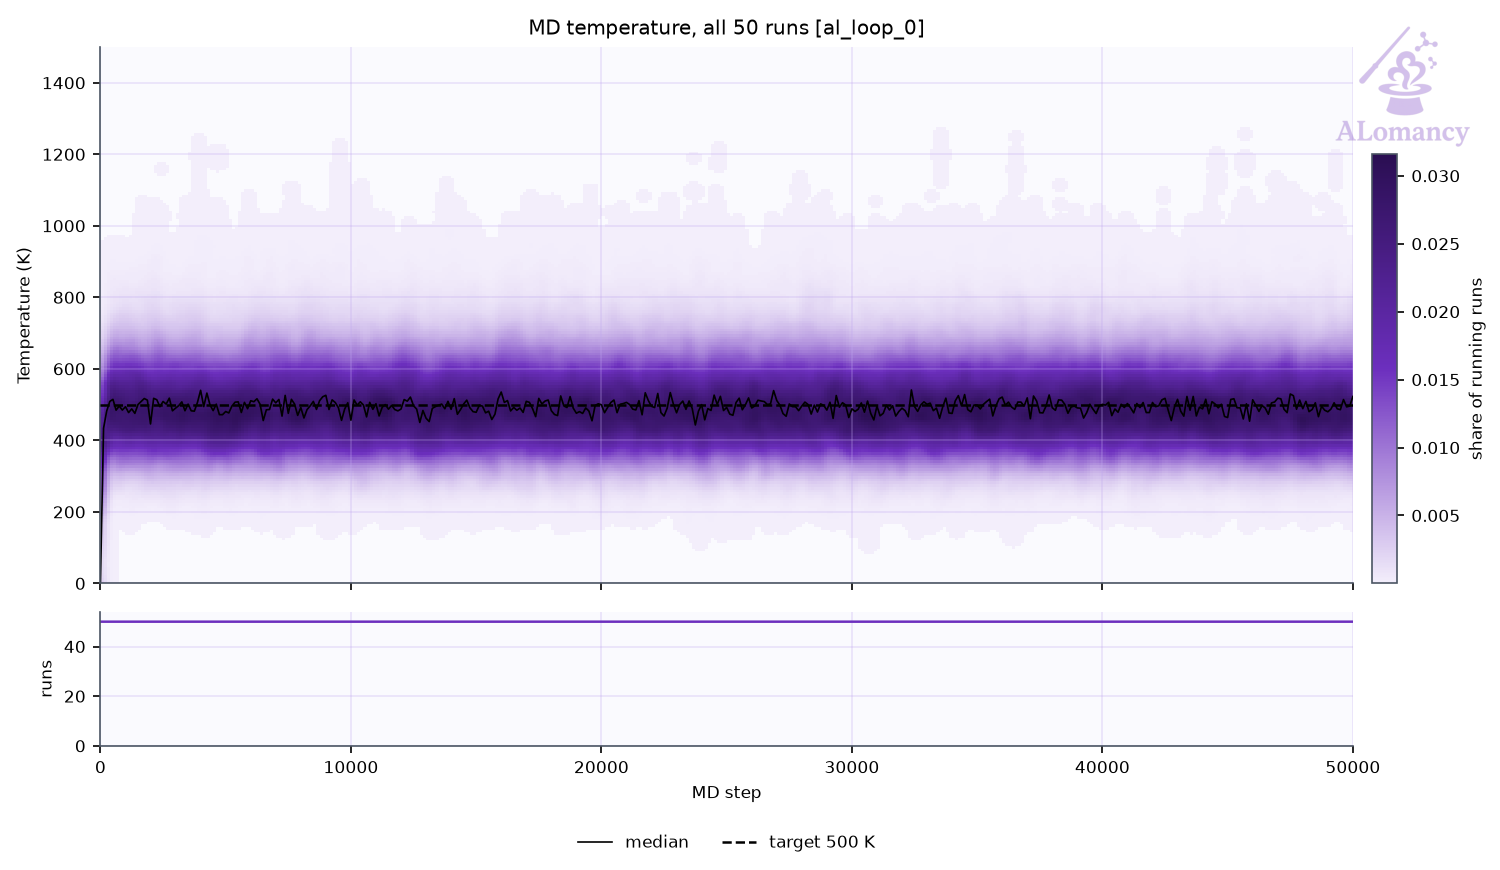 MD temperature, all 50 runs [al_loop_0]
ALomancy
Temperature (K)
1400
1200
1000
800
600
400
200
0
0.030
0.025
0.020
0.015
0.010
0.005
share of running runs
runs
40
20
0
0 10000 20000 30000 40000 50000
MD step
median target 500 K